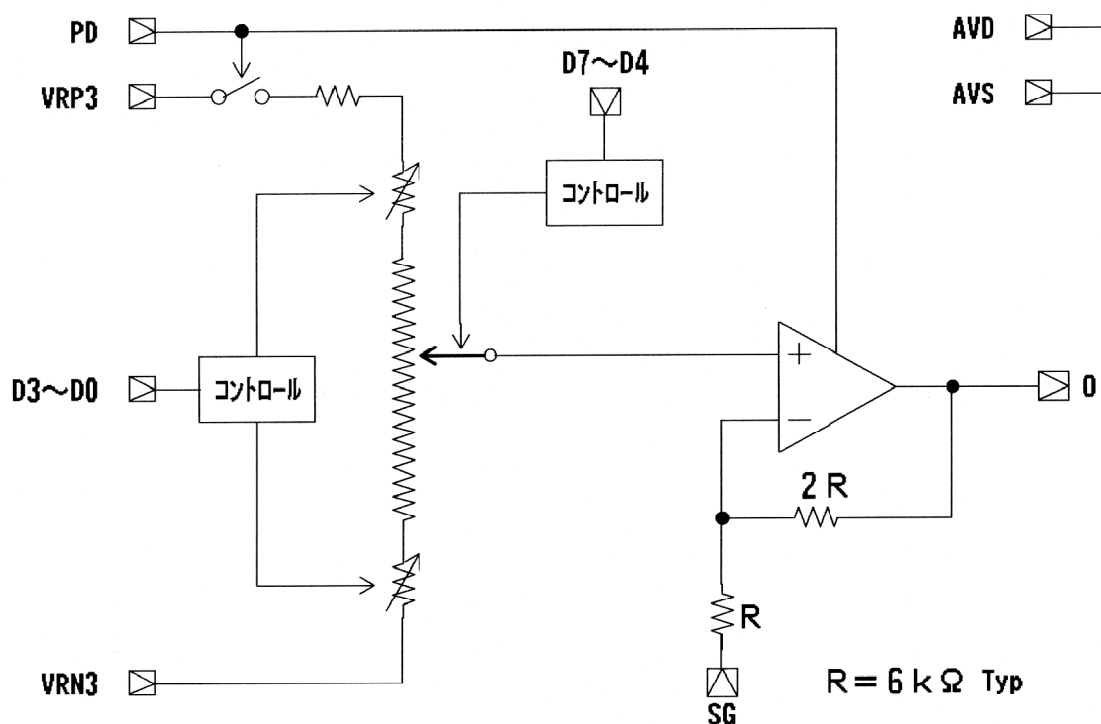 PD
AVD
D7～D4
VRP3
AVS
コントロール
D3～D0
コントロール
+
O
−
2R
R
VRN3
R=6kΩ Typ
SG